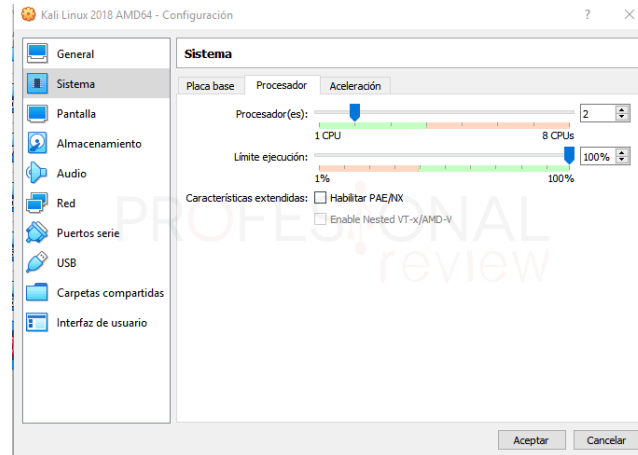 Kali Linux 2018 AMD64 - Configuración
General
Sistema
Pantalla
Almacenamiento
Audio
Red
Puertos serie
USB
Carpetas compartidas
Interfaz de usuario
Sistema
Placa base Procesador Aceleración
Procesador(es): 2
1 CPU 8 CPUs
Límite ejecución: 100%
1% 100%
Características extendidas: Habilitar PAE/NX
Enable Nested VT-x/AMD-V
PROFESIONAL
review
Aceptar Cancelar